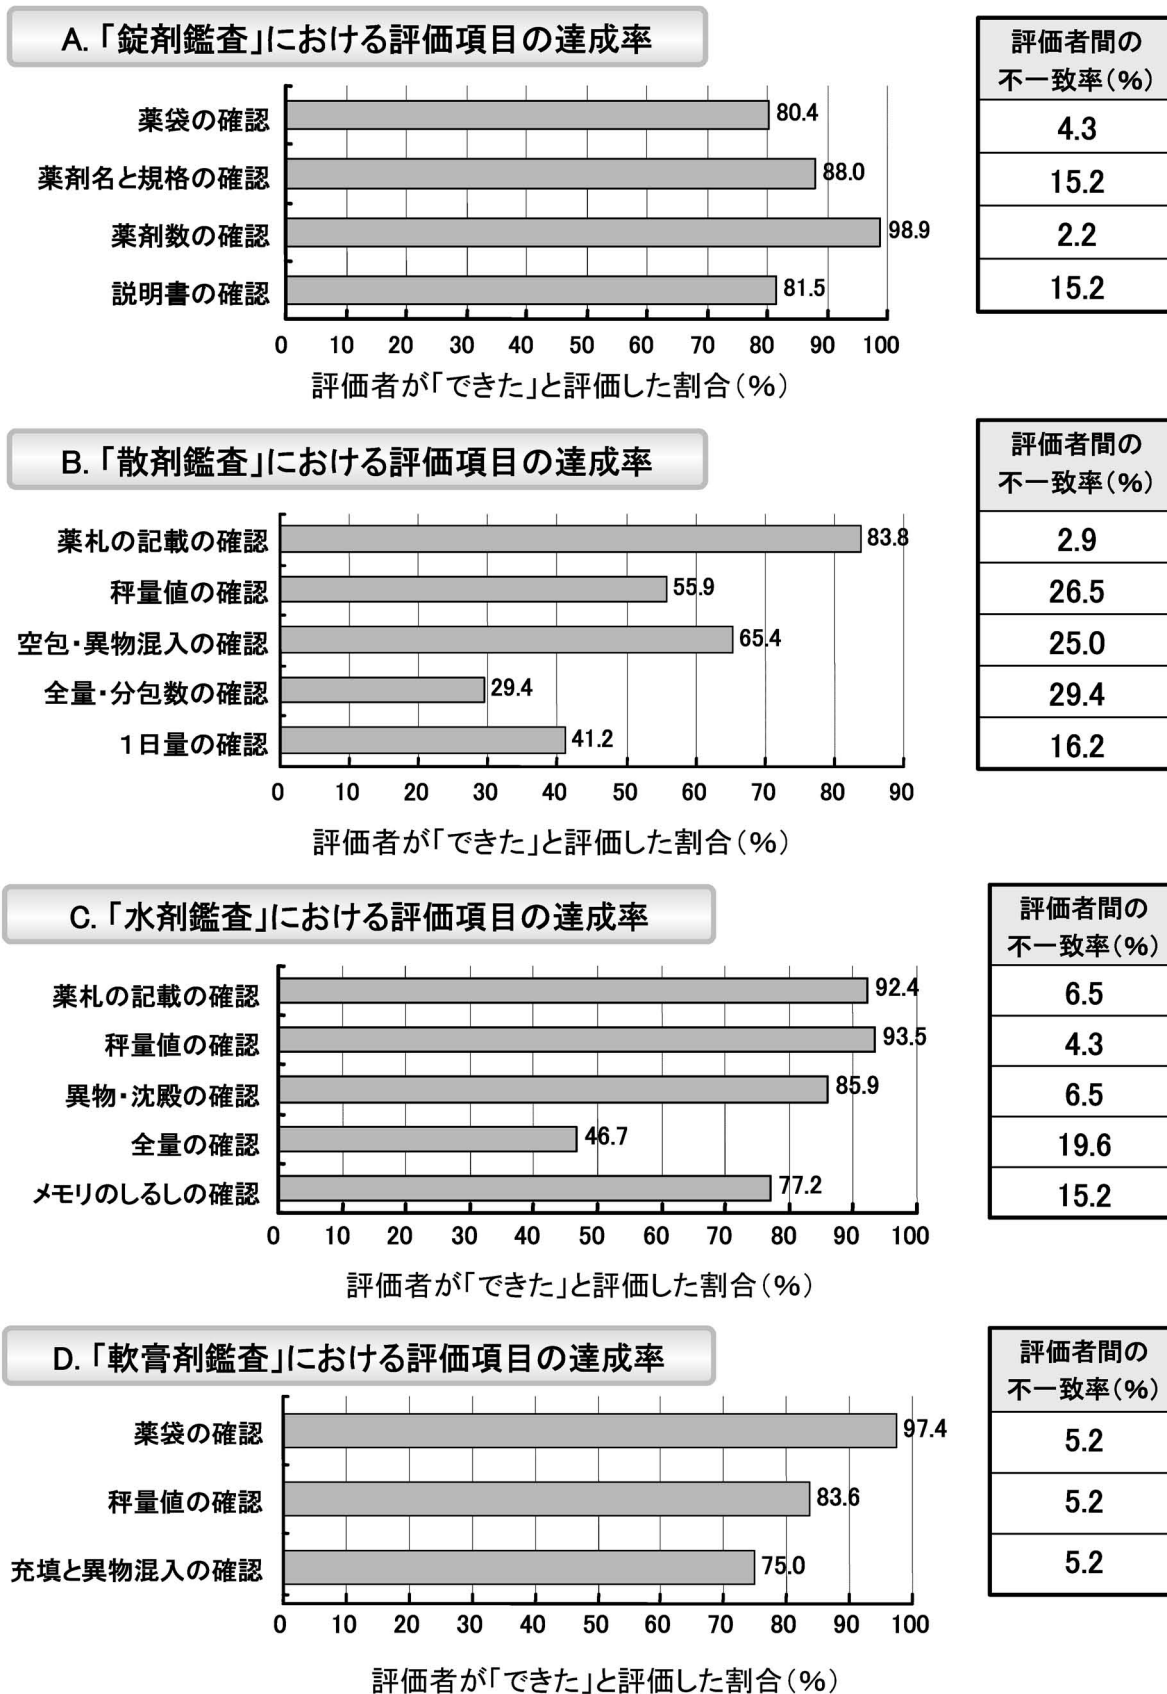 A.「錠剤鑑査」における評価項目の達成率
評価者間の
不一致率(%)
薬袋の確認 80.4 4.3
薬剤名と規格の確認 88.0 15.2
薬剤数の確認 98.9 2.2
説明書の確認 81.5 15.2
0 10 20 30 40 50 60 70 80 90 100
評価者が「できた」と評価した割合(%)
B.「散剤鑑査」における評価項目の達成率
評価者間の
不一致率(%)
薬札の記載の確認 83.8 2.9
秤量値の確認 55.9 26.5
空包・異物混入の確認 65.4 25.0
全量・分包数の確認 29.4 29.4
1日量の確認 41.2 16.2
0 10 20 30 40 50 60 70 80 90
評価者が「できた」と評価した割合(%)
C.「水剤鑑査」における評価項目の達成率
評価者間の
不一致率(%)
薬札の記載の確認 92.4 6.5
秤量値の確認 93.5 4.3
異物・沈殿の確認 85.9 6.5
全量の確認 46.7 19.6
メモリのしるしの確認 77.2 15.2
0 10 20 30 40 50 60 70 80 90 100
評価者が「できた」と評価した割合(%)
D.「軟膏剤鑑査」における評価項目の達成率
評価者間の
不一致率(%)
薬袋の確認 97.4 5.2
秤量値の確認 83.6 5.2
充填と異物混入の確認 75.0 5.2
0 10 20 30 40 50 60 70 80 90 100
評価者が「できた」と評価した割合(%)